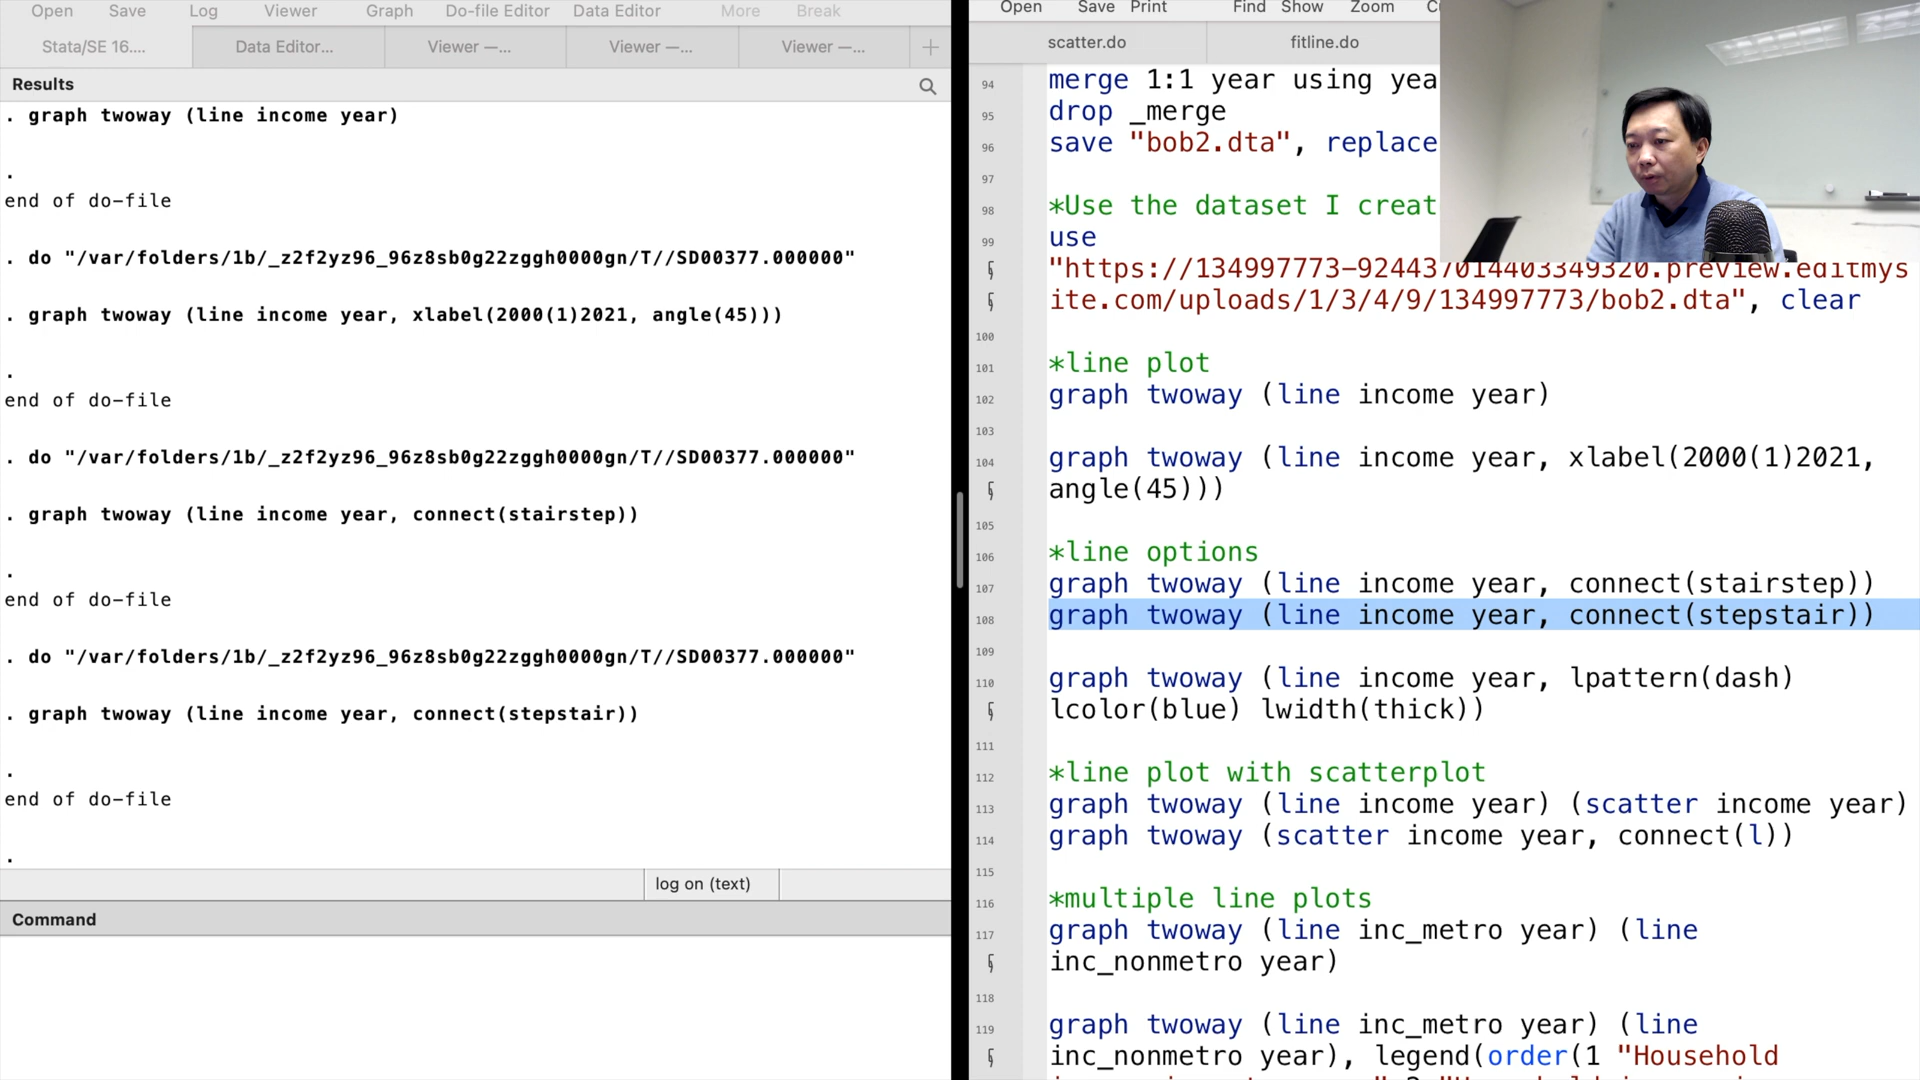 Open Save Log Viewer Graph Do-file Editor Data Editor More Break
Stata/SE 16.... Data Editor... Viewer —... Viewer —... Viewer —...
Results
. graph twoway (line income year)
.
end of do-file
. do "/var/folders/1b/_z2f2yz96_96z8sb0g22zggh0000gn/T//SD00377.000000"
. graph twoway (line income year, xlabel(2000(1)2021, angle(45)))
.
end of do-file
. do "/var/folders/1b/_z2f2yz96_96z8sb0g22zggh0000gn/T//SD00377.000000"
. graph twoway (line income year, connect(stairstep))
.
end of do-file
. do "/var/folders/1b/_z2f2yz96_96z8sb0g22zggh0000gn/T//SD00377.000000"
. graph twoway (line income year, connect(stepstair))
.
end of do-file
.
log on (text)
Command
Open Save Print Find Show Zoom
scatter.do fitline.do
94 merge 1:1 year using yea
95 drop _merge
96 save "bob2.dta", replace
97
98 *Use the dataset I creat
99 use
"https://134997773-924437014403349320.preview.editmys
ite.com/uploads/1/3/4/9/134997773/bob2.dta", clear
100
101 *line plot
102 graph twoway (line income year)
103
104 graph twoway (line income year, xlabel(2000(1)2021,
angle(45)))
105
106 *line options
107 graph twoway (line income year, connect(stairstep))
108 graph twoway (line income year, connect(stepstair))
109
110 graph twoway (line income year, lpattern(dash)
lcolor(blue) lwidth(thick))
111
112 *line plot with scatterplot
113 graph twoway (line income year) (scatter income year)
114 graph twoway (scatter income year, connect(l))
115
116 *multiple line plots
117 graph twoway (line inc_metro year) (line
inc_nonmetro year)
118
119 graph twoway (line inc_metro year) (line
inc_nonmetro year), legend(order(1 "Household